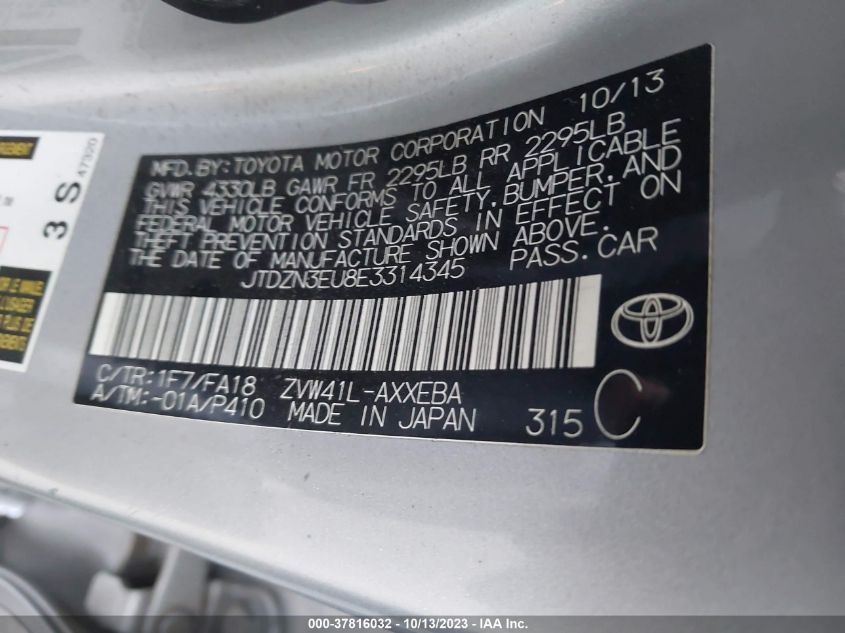 MFD.BY:TOYOTA MOTOR CORPORATION 10/13
GVWR 4330LB GAWR FR 2295LB RR 2295LB
THIS VEHICLE CONFORMS TO ALL APPLICABLE
FEDERAL MOTOR VEHICLE SAFETY,BUMPER,AND
THEFT PREVENTION STANDARDS IN EFFECT ON
THE DATE OF MANUFACTURE SHOWN ABOVE.
JTDZN3EU8E3314345 PASS.CAR
C/TR:1F7/FA18 ZVW41L-AXXEBA
A/TM:-01A/P410 MADE IN JAPAN 315 C
3 S 47320
000-37816032 - 10/13/2023 - IAA Inc.